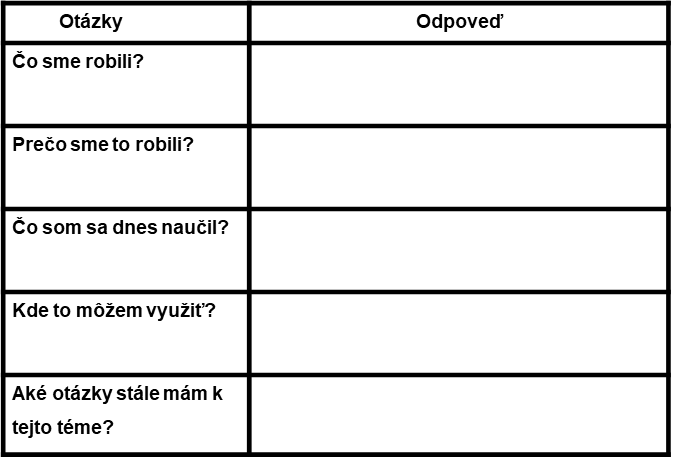 Otázky Odpoveď
Čo sme robili?
Prečo sme to robili?
Čo som sa dnes naučil?
Kde to môžem využiť?
Aké otázky stále mám k
tejto téme?